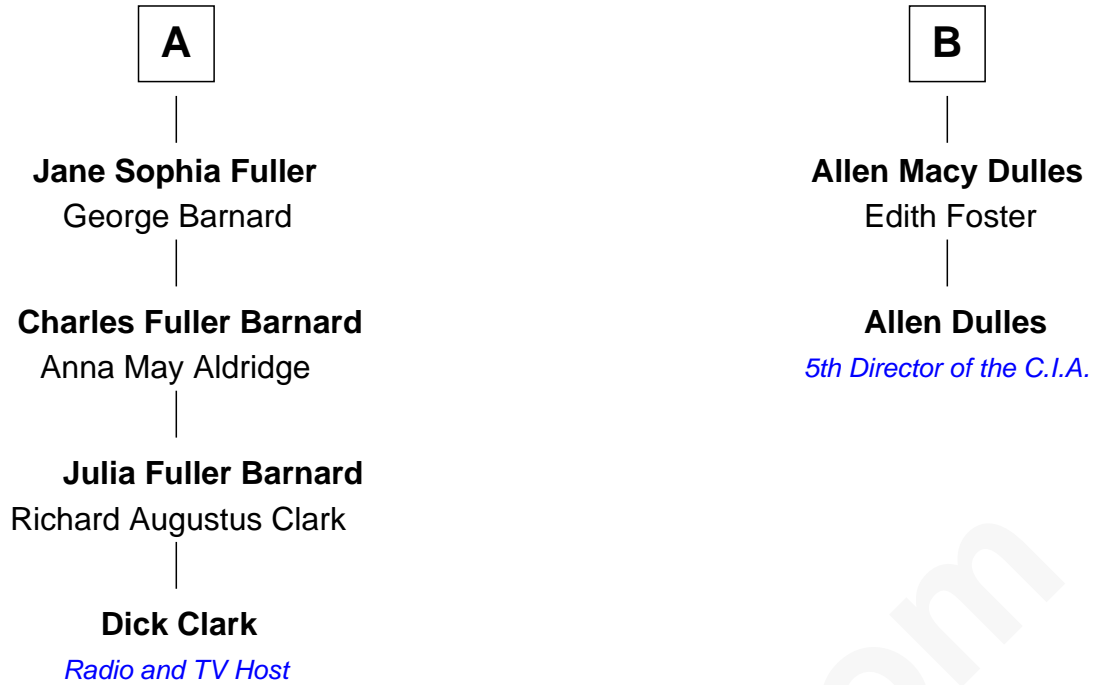 A
Jane Sophia Fuller
George Barnard
Charles Fuller Barnard
Anna May Aldridge
Julia Fuller Barnard
Richard Augustus Clark
Dick Clark
Radio and TV Host
B
Allen Macy Dulles
Edith Foster
Allen Dulles
5th Director of the C.I.A.
om